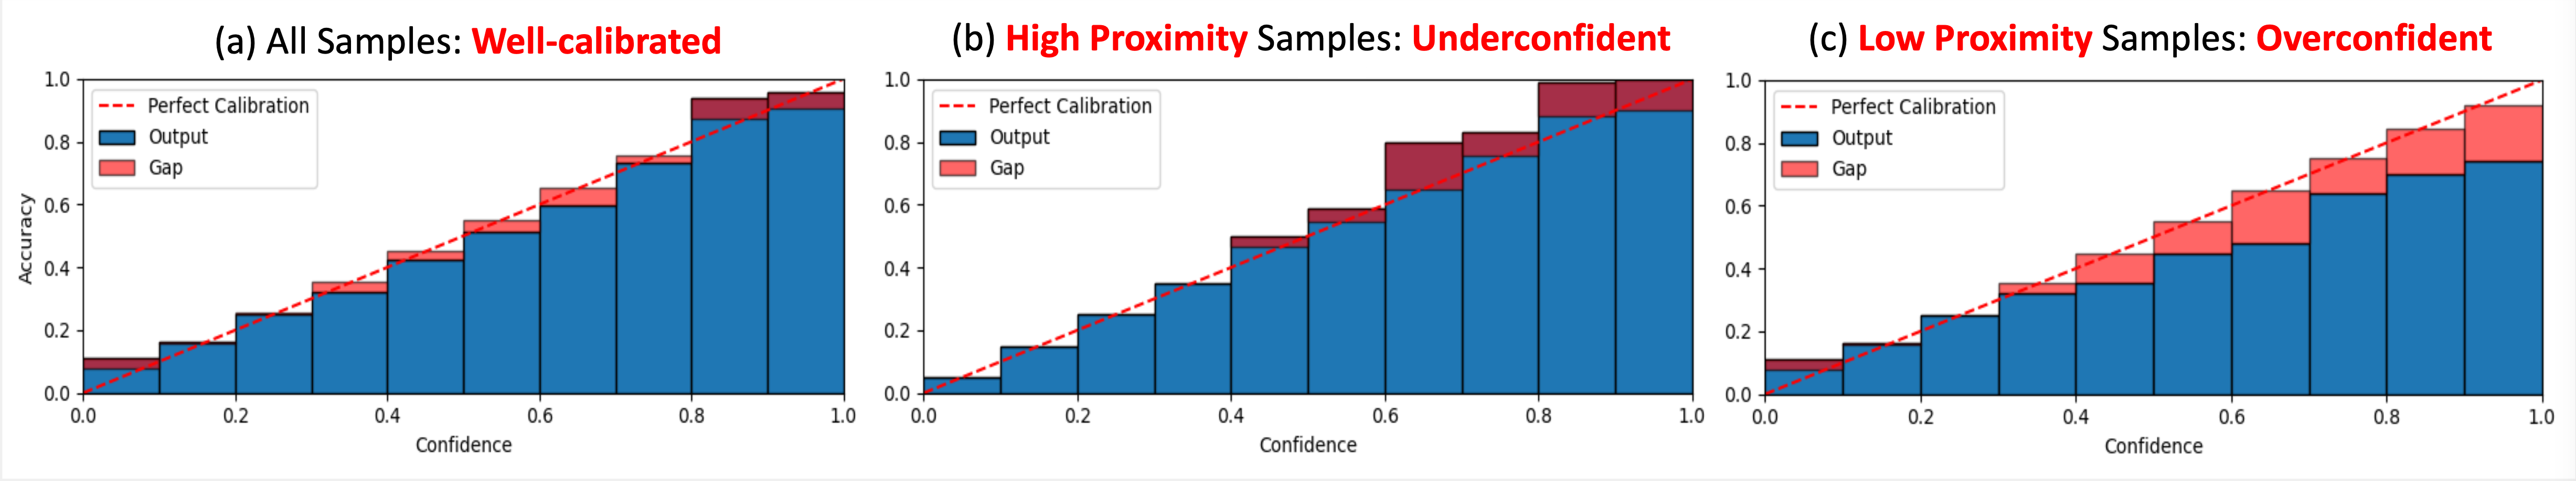 (a) All Samples: Well-calibrated
1.0
0.8
0.6
0.4
0.2
0.0
Accuracy
Perfect Calibration
Output
Gap
0.0 0.2 0.4 0.6 0.8 1.0
Confidence
(b) High Proximity Samples: Underconfident
1.0
0.8
0.6
0.4
0.2
0.0
Perfect Calibration
Output
Gap
0.0 0.2 0.4 0.6 0.8 1.0
Confidence
(c) Low Proximity Samples: Overconfident
1.0
0.8
0.6
0.4
0.2
0.0
Perfect Calibration
Output
Gap
0.0 0.2 0.4 0.6 0.8 1.0
Confidence